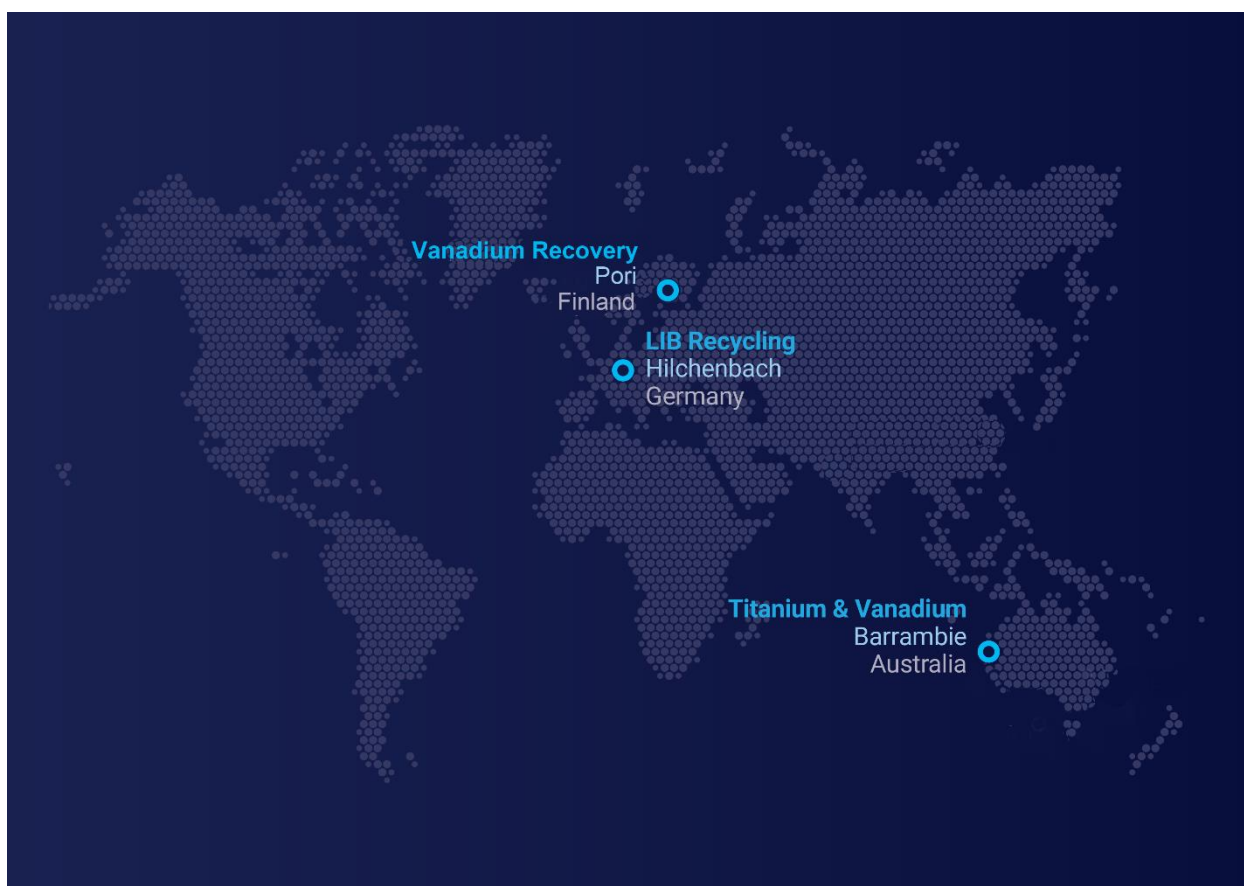 Vanadium Recovery
Pori
Finland
LIB Recycling
Hilchenbach
Germany
Titanium & Vanadium
Barrambie
Australia